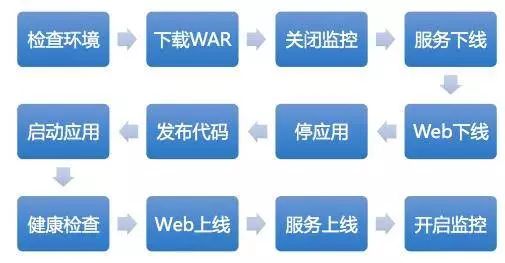 检查环境
下载WAR
关闭监控
服务下线
Web下线
停应用
发布代码
启动应用
健康检查
Web上线
服务上线
开启监控